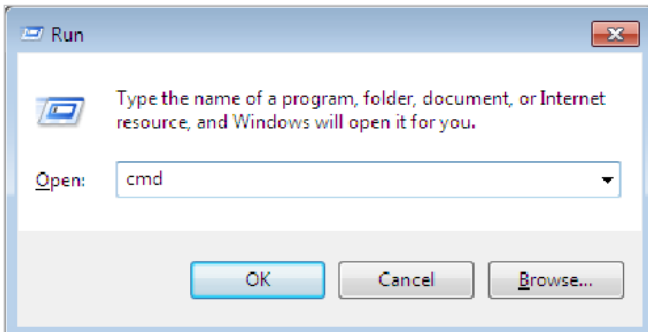 Run
Type the name of a program, folder, document, or Internet
resource, and Windows will open it for you.
Open:
cmd
OK
Cancel
Browse...